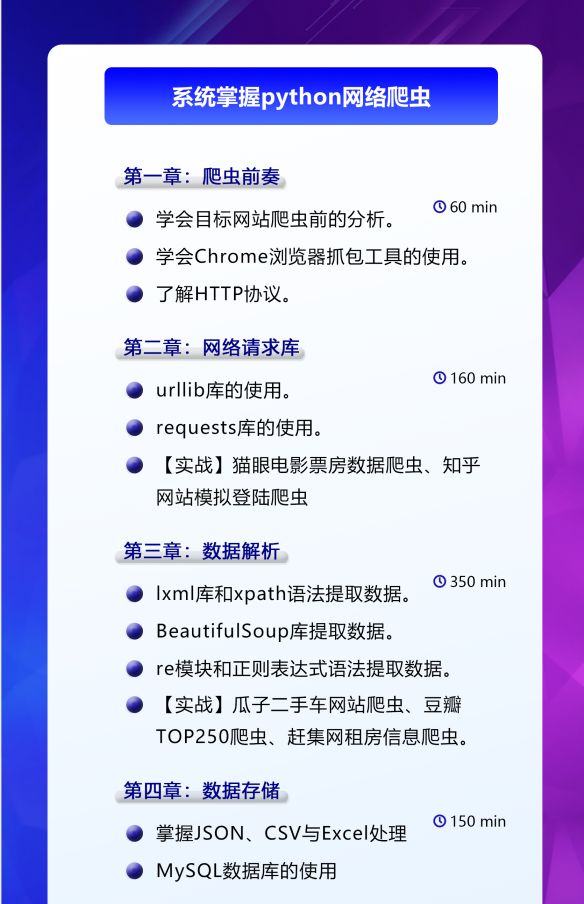 系统掌握python网络爬虫
第一章：爬虫前奏
60 min
学会目标网站爬虫前的分析。
学会Chrome浏览器抓包工具的使用。
了解HTTP协议。
第二章：网络请求库
160 min
urllib库的使用。
requests库的使用。
【实战】猫眼电影票房数据爬虫、知乎
网站模拟登陆爬虫
第三章：数据解析
350 min
lxml库和xpath语法提取数据。
BeautifulSoup库提取数据。
re模块和正则表达式语法提取数据。
【实战】瓜子二手车网站爬虫、豆瓣
TOP250爬虫、赶集网租房信息爬虫。
第四章：数据存储
150 min
掌握JSON、CSV与Excel处理
MySQL数据库的使用